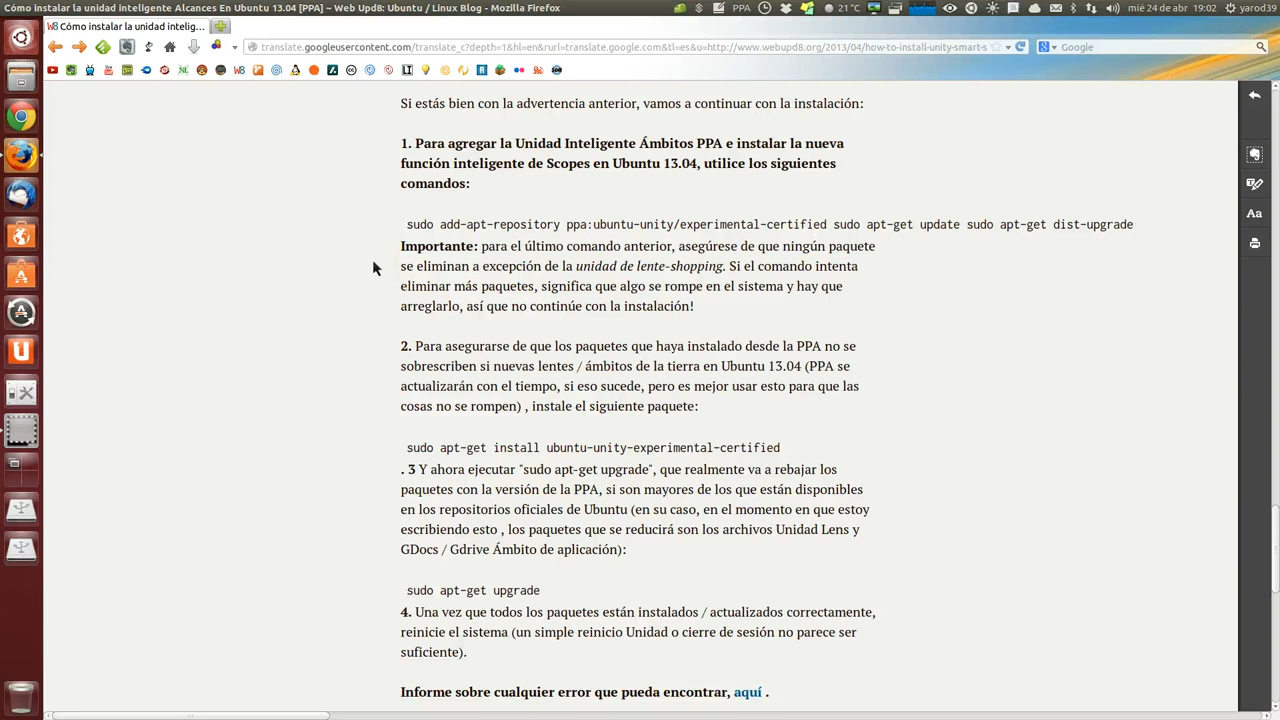 Cómo instalar la unidad inteligente Alcances En Ubuntu 13.04 [PPA] ~ Web Upd8: Ubuntu / Linux Blog - Mozilla Firefox
PPA 21°C mié 24 de abr 19:02 yarod39
W8 Cómo instalar la unidad intelig...
translate.googleusercontent.com/translate_c?depth=1&hl=en&rurl=translate.google.com&tl=es&u=http://www.webupd8.org/2013/04/how-to-install-unity-smart-s
Google
Si estás bien con la advertencia anterior, vamos a continuar con la instalación:
1. Para agregar la Unidad Inteligente Ámbitos PPA e instalar la nueva
función inteligente de Scopes en Ubuntu 13.04, utilice los siguientes
comandos:
sudo add-apt-repository ppa:ubuntu-unity/experimental-certified sudo apt-get update sudo apt-get dist-upgrade
Importante: para el último comando anterior, asegúrese de que ningún paquete
se eliminan a excepción de la unidad de lente-shopping. Si el comando intenta
eliminar más paquetes, significa que algo se rompe en el sistema y hay que
arreglarlo, así que no continúe con la instalación!
2. Para asegurarse de que los paquetes que haya instalado desde la PPA no se
sobrescriben si nuevas lentes / ámbitos de la tierra en Ubuntu 13.04 (PPA se
actualizarán con el tiempo, si eso sucede, pero es mejor usar esto para que las
cosas no se rompen) , instale el siguiente paquete:
sudo apt-get install ubuntu-unity-experimental-certified
. 3 Y ahora ejecutar "sudo apt-get upgrade", que realmente va a rebajar los
paquetes con la versión de la PPA, si son mayores de los que están disponibles
en los repositorios oficiales de Ubuntu (en su caso, en el momento en que estoy
escribiendo esto , los paquetes que se reducirá son los archivos Unidad Lens y
GDocs / Gdrive Ámbito de aplicación):
sudo apt-get upgrade
4. Una vez que todos los paquetes están instalados / actualizados correctamente,
reinicie el sistema (un simple reinicio Unidad o cierre de sesión no parece ser
suficiente).
Informe sobre cualquier error que pueda encontrar, aquí .
Aa